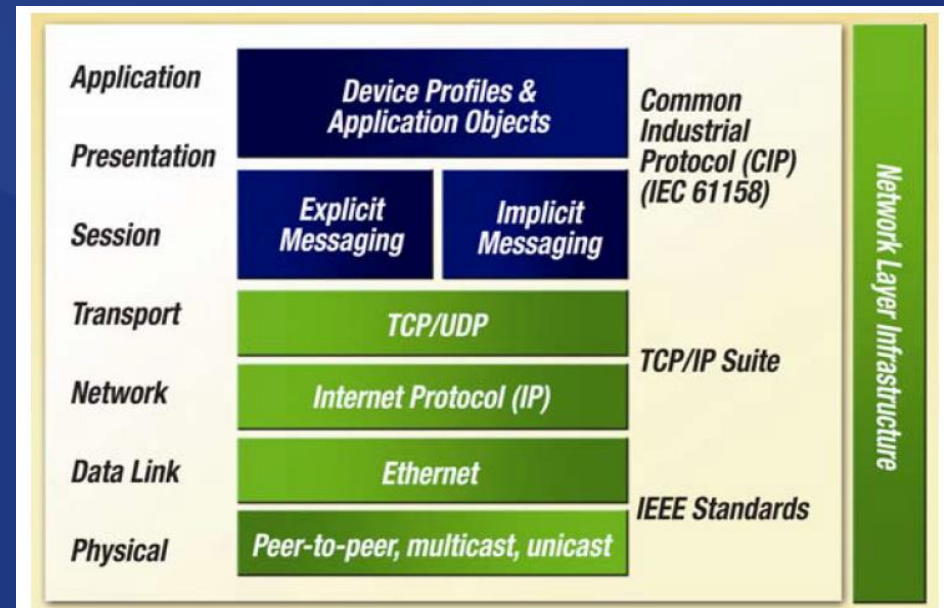 Application
Presentation
Session
Transport
Network
Data Link
Physical
Device Profiles &
Application Objects
Explicit
Messaging
Implicit
Messaging
TCP/UDP
Internet Protocol (IP)
Ethernet
Peer-to-peer, multicast, unicast
Common
Industrial
Protocol (CIP)
(IEC 61158)
TCP/IP Suite
IEEE Standards
Network Layer Infrastructure